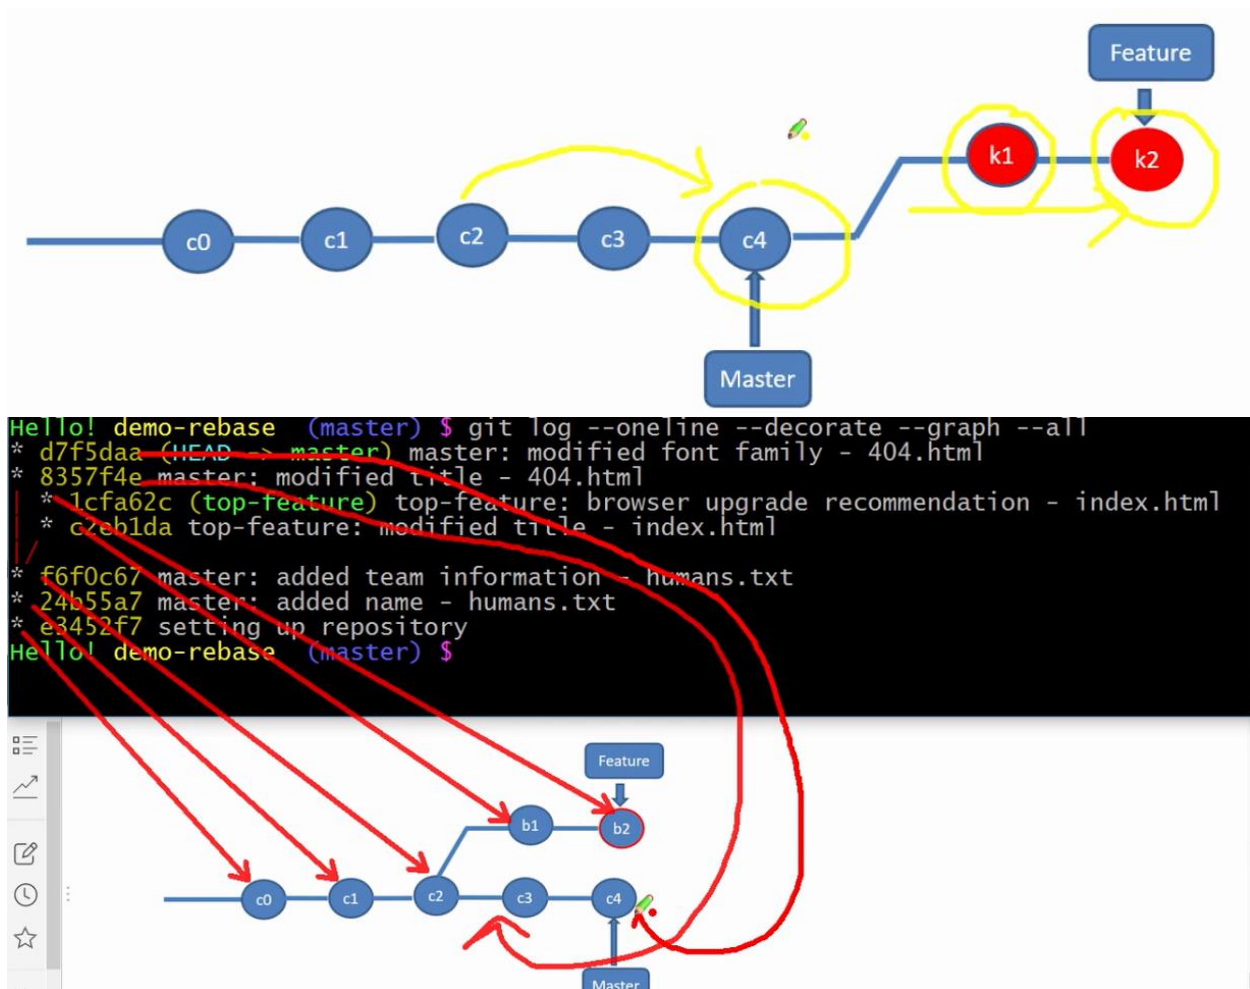 Feature
k1
k2
c0
c1
c2
c3
c4
Master
Hello! demo-rebase (master) $ git log --oneline --decorate --graph --all
* d7f5daa (HEAD -> master) master: modified font family - 404.html
* 8357f4e master: modified title - 404.html
| * 1cfa62c (top-feature) top-feature: browser upgrade recommendation - index.html
| * c2eb1da top-feature: modified title - index.html
|/
* f6f0c67 master: added team information - humans.txt
* 24b55a7 master: added name - humans.txt
* e3452f7 setting up repository
Hello! demo-rebase (master) $
Feature
b1
b2
c0
c1
c2
c3
c4
Master